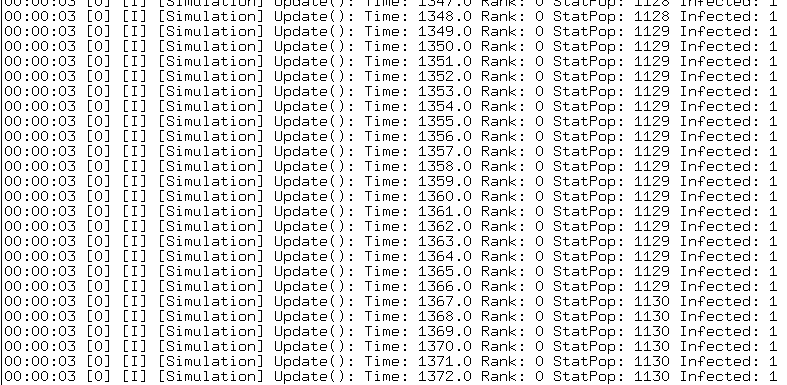 00:00:03 [0] [I] [Simulation] Update(): Time: 1347.0 Rank: 0 StatPop: 1128 Infected: 1
00:00:03 [0] [I] [Simulation] Update(): Time: 1348.0 Rank: 0 StatPop: 1128 Infected: 1
00:00:03 [0] [I] [Simulation] Update(): Time: 1349.0 Rank: 0 StatPop: 1129 Infected: 1
00:00:03 [0] [I] [Simulation] Update(): Time: 1350.0 Rank: 0 StatPop: 1129 Infected: 1
00:00:03 [0] [I] [Simulation] Update(): Time: 1351.0 Rank: 0 StatPop: 1129 Infected: 1
00:00:03 [0] [I] [Simulation] Update(): Time: 1352.0 Rank: 0 StatPop: 1129 Infected: 1
00:00:03 [0] [I] [Simulation] Update(): Time: 1353.0 Rank: 0 StatPop: 1129 Infected: 1
00:00:03 [0] [I] [Simulation] Update(): Time: 1354.0 Rank: 0 StatPop: 1129 Infected: 1
00:00:03 [0] [I] [Simulation] Update(): Time: 1355.0 Rank: 0 StatPop: 1129 Infected: 1
00:00:03 [0] [I] [Simulation] Update(): Time: 1356.0 Rank: 0 StatPop: 1129 Infected: 1
00:00:03 [0] [I] [Simulation] Update(): Time: 1357.0 Rank: 0 StatPop: 1129 Infected: 1
00:00:03 [0] [I] [Simulation] Update(): Time: 1358.0 Rank: 0 StatPop: 1129 Infected: 1
00:00:03 [0] [I] [Simulation] Update(): Time: 1359.0 Rank: 0 StatPop: 1129 Infected: 1
00:00:03 [0] [I] [Simulation] Update(): Time: 1360.0 Rank: 0 StatPop: 1129 Infected: 1
00:00:03 [0] [I] [Simulation] Update(): Time: 1361.0 Rank: 0 StatPop: 1129 Infected: 1
00:00:03 [0] [I] [Simulation] Update(): Time: 1362.0 Rank: 0 StatPop: 1129 Infected: 1
00:00:03 [0] [I] [Simulation] Update(): Time: 1363.0 Rank: 0 StatPop: 1129 Infected: 1
00:00:03 [0] [I] [Simulation] Update(): Time: 1364.0 Rank: 0 StatPop: 1129 Infected: 1
00:00:03 [0] [I] [Simulation] Update(): Time: 1365.0 Rank: 0 StatPop: 1129 Infected: 1
00:00:03 [0] [I] [Simulation] Update(): Time: 1366.0 Rank: 0 StatPop: 1129 Infected: 1
00:00:03 [0] [I] [Simulation] Update(): Time: 1367.0 Rank: 0 StatPop: 1130 Infected: 1
00:00:03 [0] [I] [Simulation] Update(): Time: 1368.0 Rank: 0 StatPop: 1130 Infected: 1
00:00:03 [0] [I] [Simulation] Update(): Time: 1369.0 Rank: 0 StatPop: 1130 Infected: 1
00:00:03 [0] [I] [Simulation] Update(): Time: 1370.0 Rank: 0 StatPop: 1130 Infected: 1
00:00:03 [0] [I] [Simulation] Update(): Time: 1371.0 Rank: 0 StatPop: 1130 Infected: 1
00:00:03 [0] [I] [Simulation] Update(): Time: 1372.0 Rank: 0 StatPop: 1130 Infected: 1